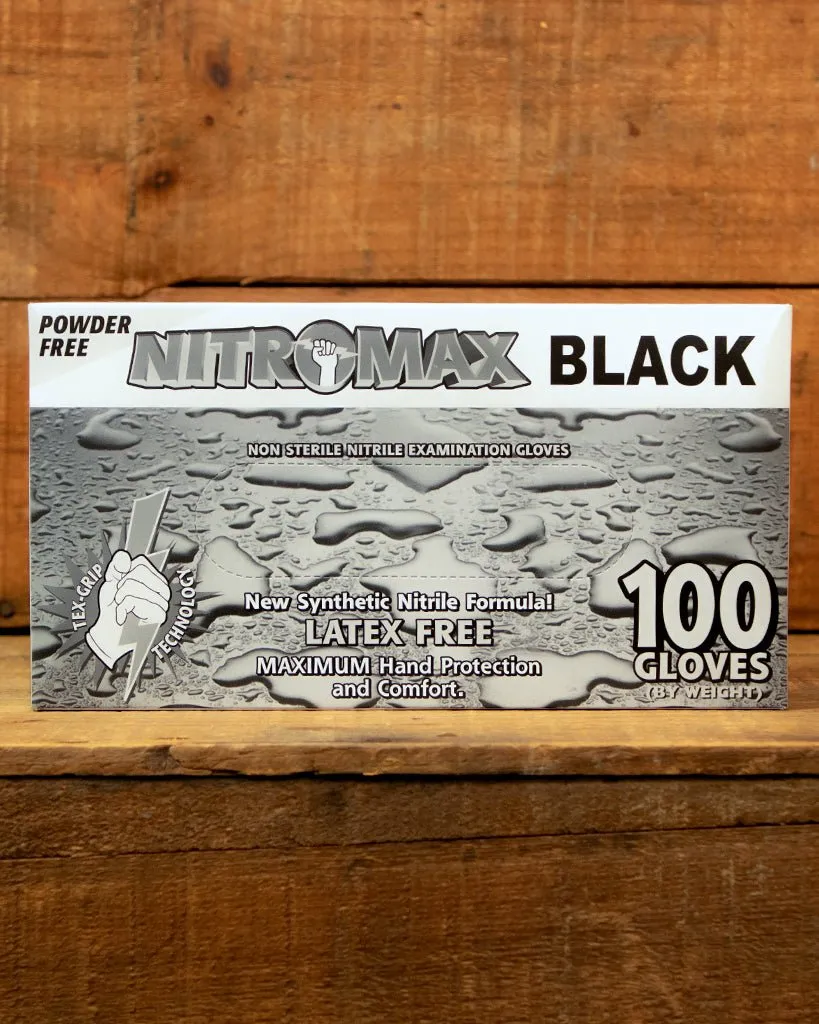 POWDER
FREE
NITROMAX
BLACK
NON STERILE NITRILE EXAMINATION GLOVES
TEX-GRIP
TECHNOLOGY
New Synthetic Nitrile Formula!
LATEX FREE
MAXIMUM Hand Protection
and Comfort.
100
GLOVES
(BY WEIGHT)